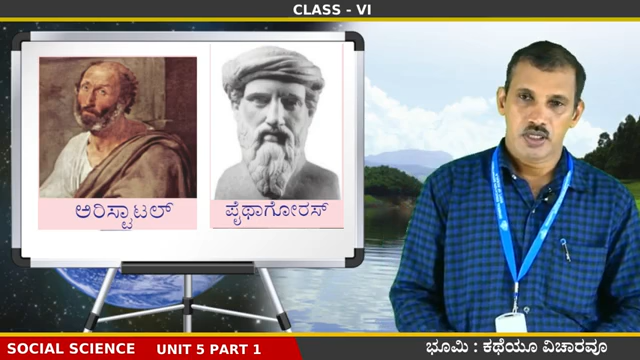 CLASS - VI
ಅರಿಸ್ಟಾಟಲ್
ಪೈಥಾಗೋರಸ್
SOCIAL SCIENCE
UNIT 5 PART 1
ಭೂಮಿ : ಕಥೆಯೂ ವಿಚಾರವೂ